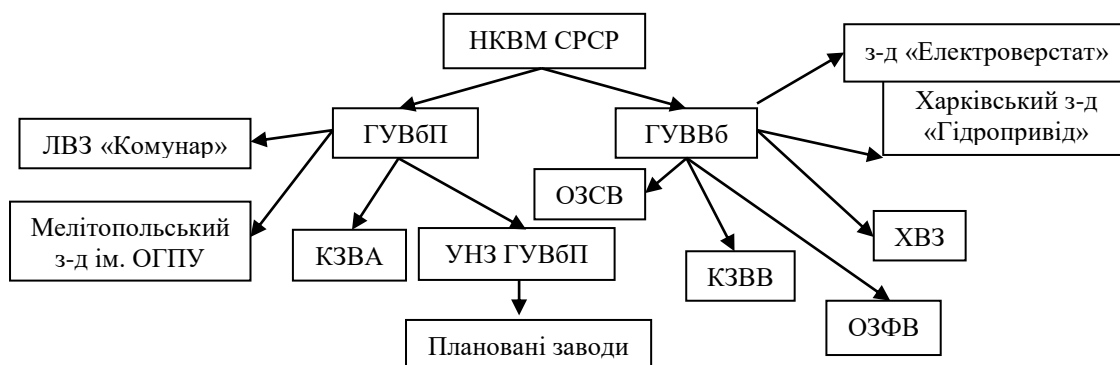 НКВМ СРСР
з-д «Електроверстат»
ГУВбП
ГУВВб
Харківський з-д
«Гідропривід»
ЛВЗ «Комунар»
ОЗСВ
Мелітопольський
з-д ім. ОГПУ
КЗВА
УНЗ ГУВбП
КЗВВ
ХВЗ
Плановані заводи
ОЗФВ